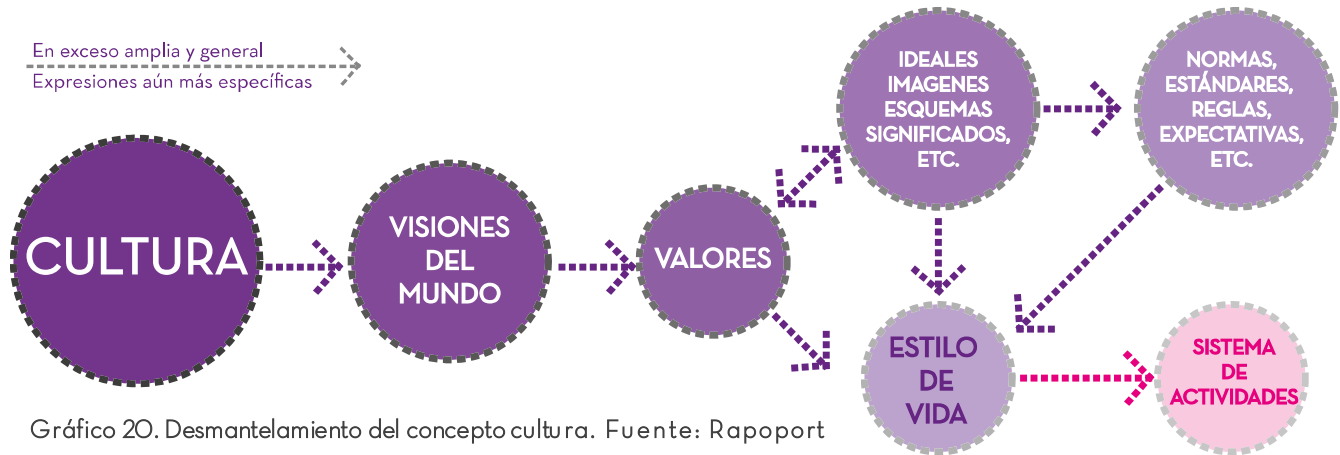 En exceso amplia y general
Expresiones aún más específicas
CULTURA
VISIONES
DEL
MUNDO
VALORES
IDEALES
IMAGENES
ESQUEMAS
SIGNIFICADOS,
ETC.
NORMAS,
ESTÁNDARES,
REGLAS,
EXPECTATIVAS,
ETC.
ESTILO
DE
VIDA
SISTEMA
DE
ACTIVIDADES
Gráfico 20. Desmantelamiento del concepto cultura. Fuente: Rapoport